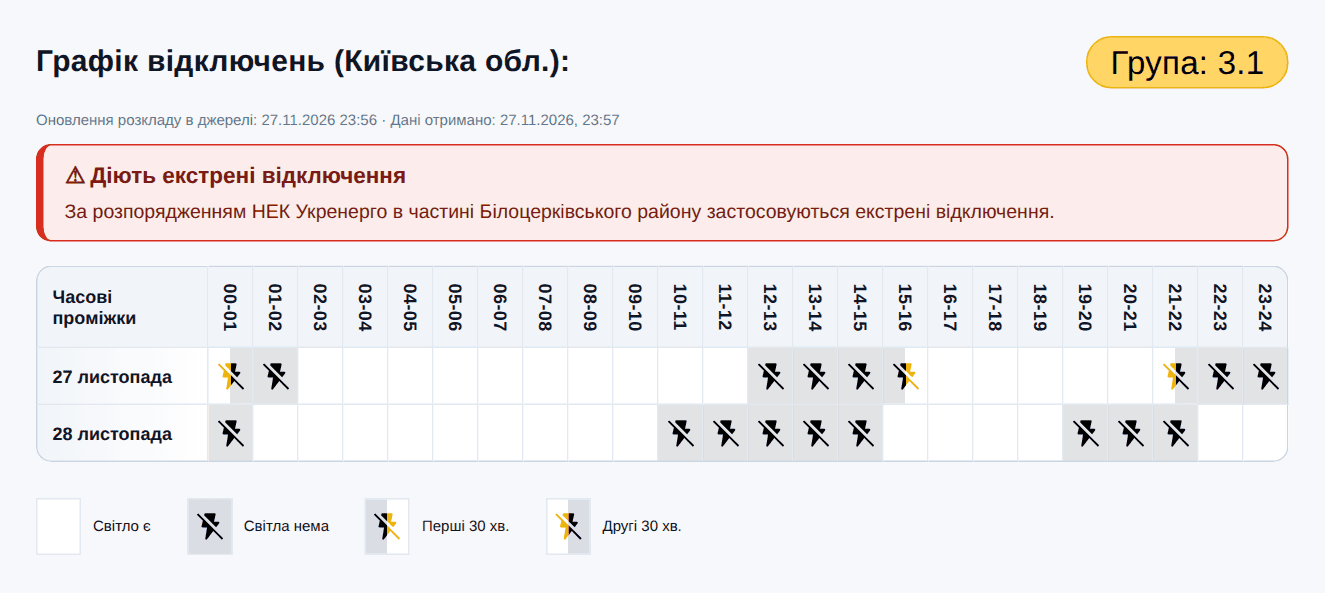 Графік відключень (Київська обл.):
Група: 3.1
Оновлення розкладу в джерелі: 27.11.2026 23:56 · Дані отримано: 27.11.2026, 23:57
⚠ Діють екстрені відключення
За розпорядженням НЕК Укренерго в частині Білоцерківського району застосовуються екстрені відключення.
Часові
проміжки
00-01
01-02
02-03
03-04
04-05
05-06
06-07
07-08
08-09
09-10
10-11
11-12
12-13
13-14
14-15
15-16
16-17
17-18
18-19
19-20
20-21
21-22
22-23
23-24
27 листопада
28 листопада
Світло є
Світла нема
Перші 30 хв.
Другі 30 хв.